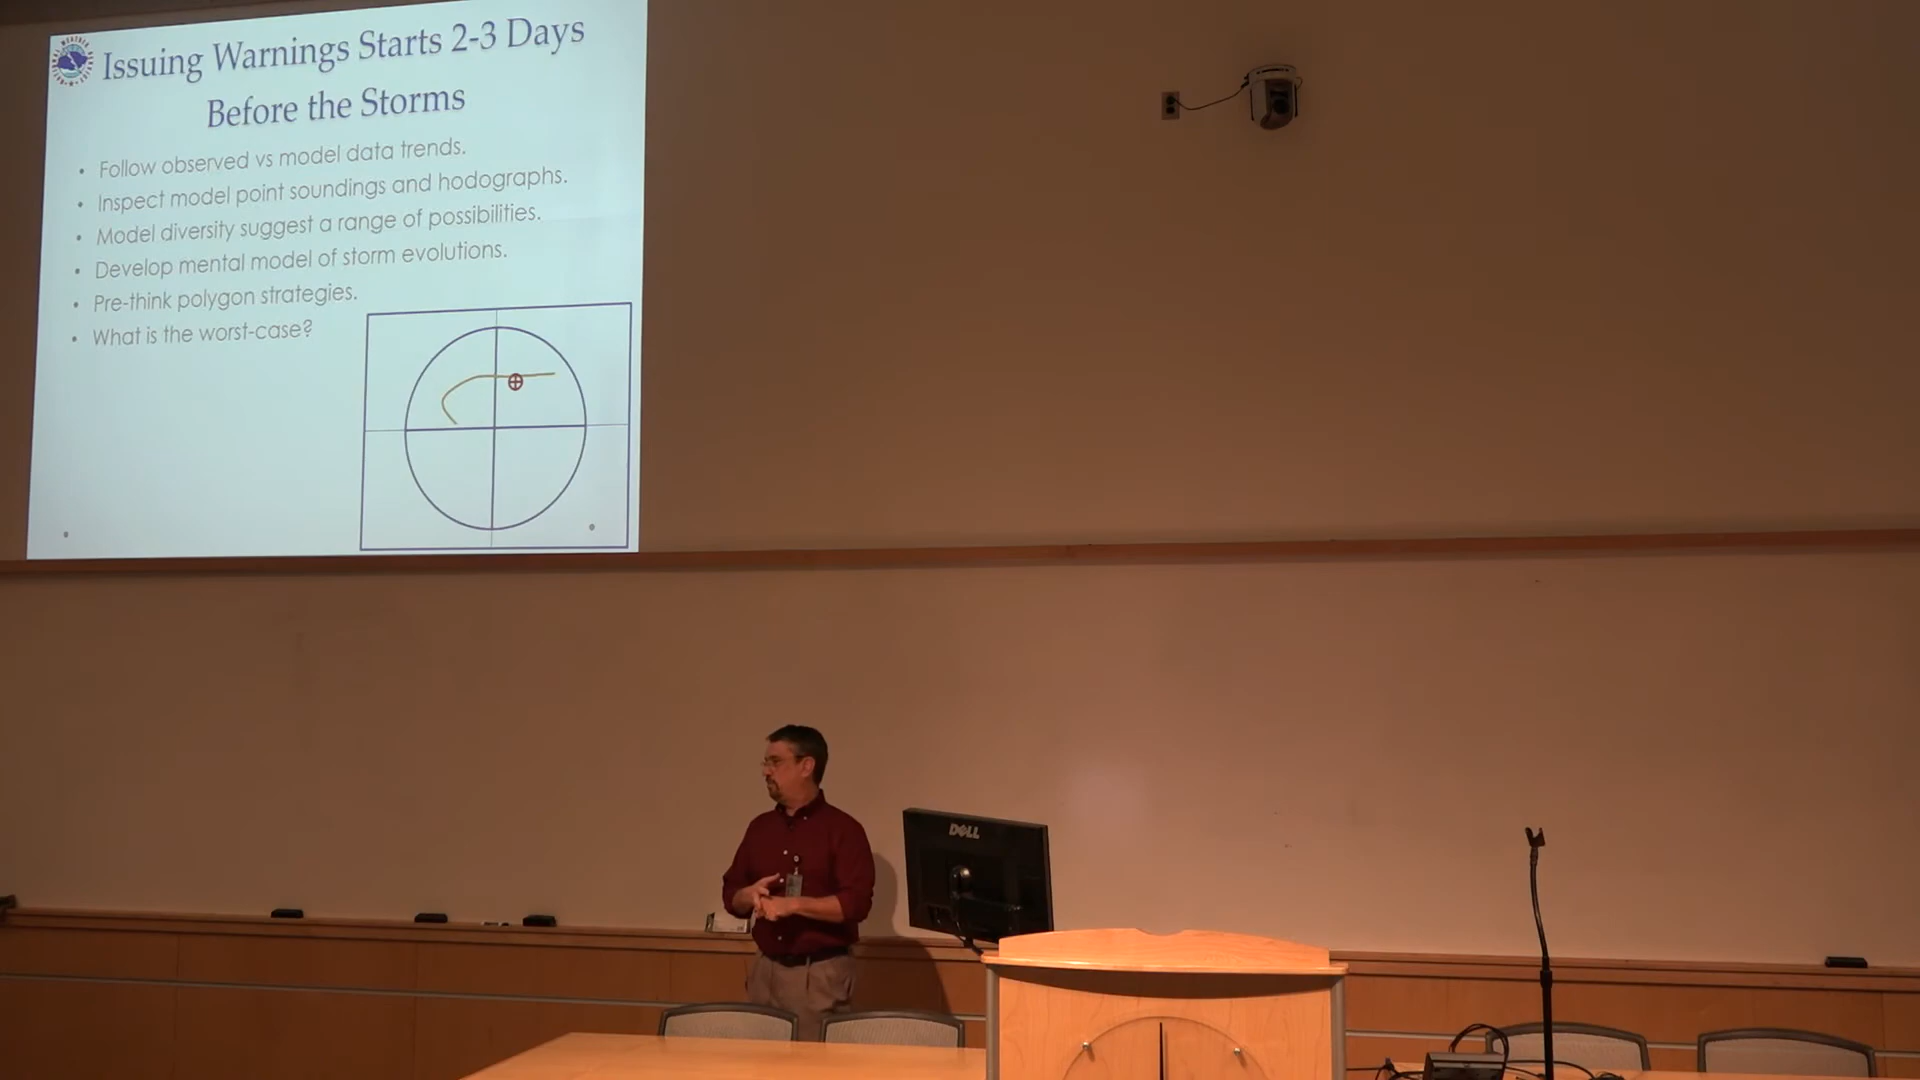 Issuing Warnings Starts 2-3 Days
Before the Storms
• Follow observed vs model data trends.
• Inspect model point soundings and hodographs.
• Model diversity suggest a range of possibilities.
• Develop mental model of storm evolutions.
• Pre-think polygon strategies.
• What is the worst-case?
DELL